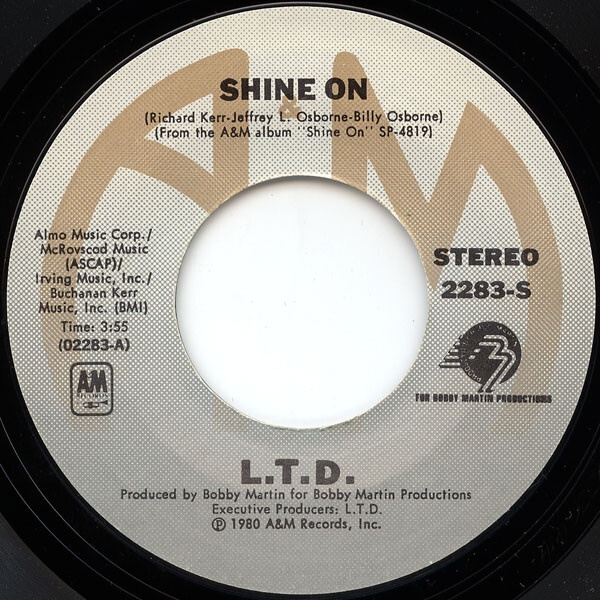 SHINE ON
(Richard Kerr-Jeffrey L. Osborne-Billy Osborne)
(From the A&M album "Shine On" SP-4819)
Almo Music Corp./
McRovscod Music
(ASCAP)/
Irving Music, Inc./
Buchanan Kerr
Music, Inc. (BMI)
Time: 3:55
(02283-A)
AM
RECORDS
STEREO
2283-S
FOR BOBBY MARTIN PRODUCTIONS
L.T.D.
Produced by Bobby Martin for Bobby Martin Productions
Executive Producers: L.T.D.
℗ 1980 A&M Records, Inc.